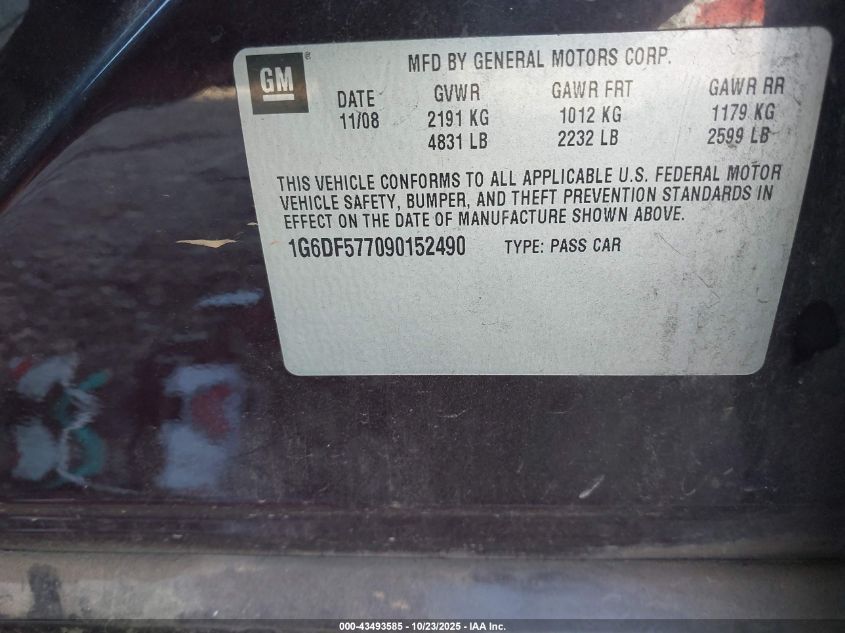 GM ®
MFD BY GENERAL MOTORS CORP.
DATE GVWR GAWR FRT GAWR RR
11/08 2191 KG 1012 KG 1179 KG
4831 LB 2232 LB 2599 LB
THIS VEHICLE CONFORMS TO ALL APPLICABLE U.S. FEDERAL MOTOR
VEHICLE SAFETY, BUMPER, AND THEFT PREVENTION STANDARDS IN
EFFECT ON THE DATE OF MANUFACTURE SHOWN ABOVE.
1G6DF577090152490 TYPE: PASS CAR
000-43493585 - 10/23/2025 - IAA Inc.